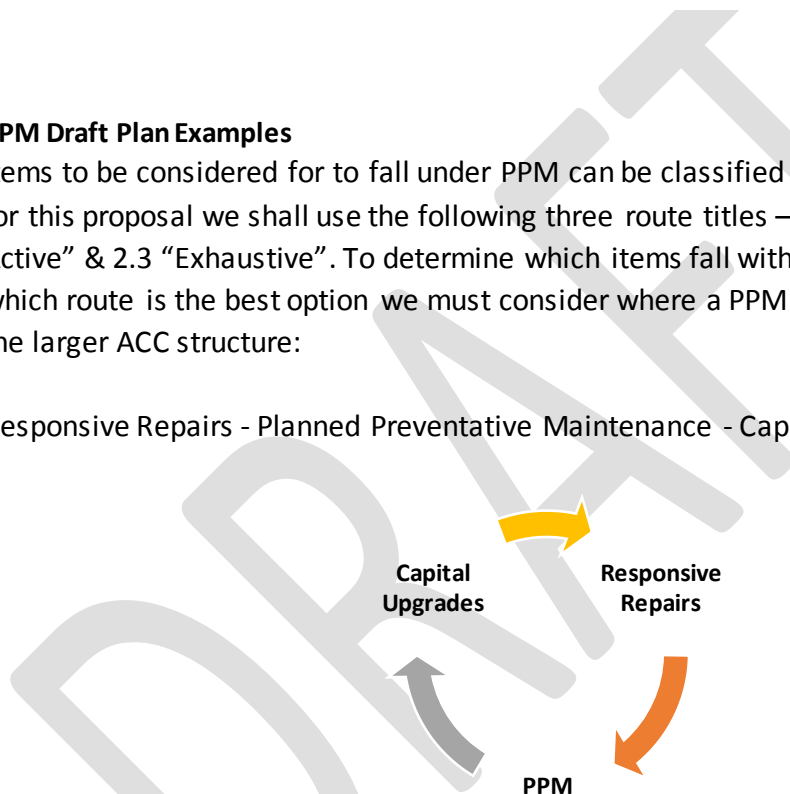 PM Draft Plan Examples
tems to be considered for to fall under PPM can be classified
or this proposal we shall use the following three route titles –
ctive” & 2.3 “Exhaustive”. To determine which items fall with
which route is the best option we must consider where a PPM
he larger ACC structure:
esponsive Repairs - Planned Preventative Maintenance - Cap
Capital
Upgrades
Responsive
Repairs
PPM
DRAFT